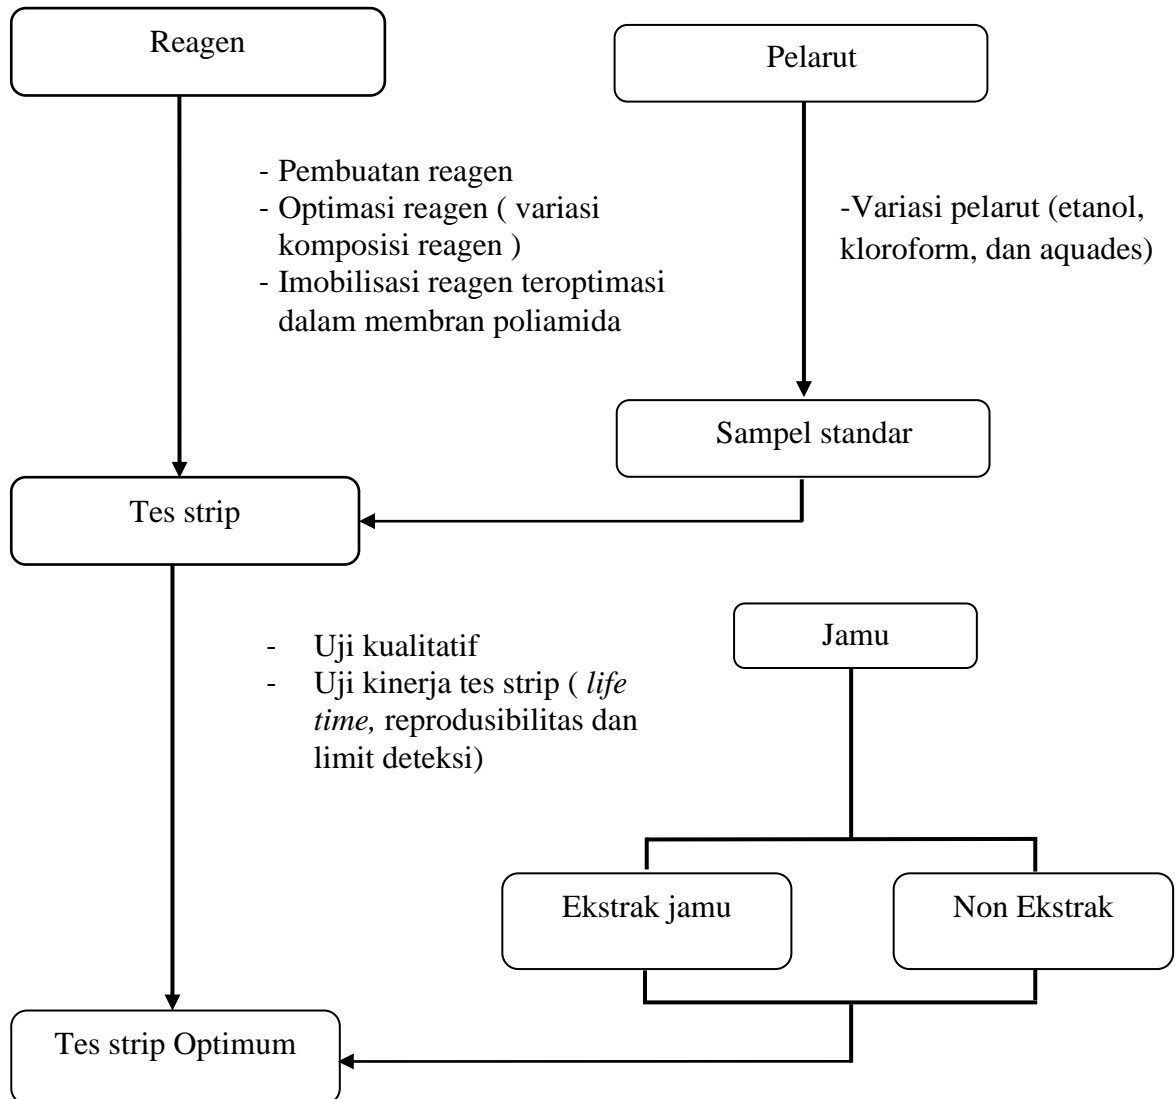 Reagen
Pelarut
- Pembuatan reagen
- Optimasi reagen ( variasi
komposisi reagen )
- Imobilisasi reagen teroptimasi
dalam membran poliamida
-Variasi pelarut (etanol,
kloroform, dan aquades)
Sampel standar
Tes strip
- Uji kualitatif
- Uji kinerja tes strip ( life
time, reprodusibilitas dan
limit deteksi)
Jamu
Ekstrak jamu
Non Ekstrak
Tes strip Optimum